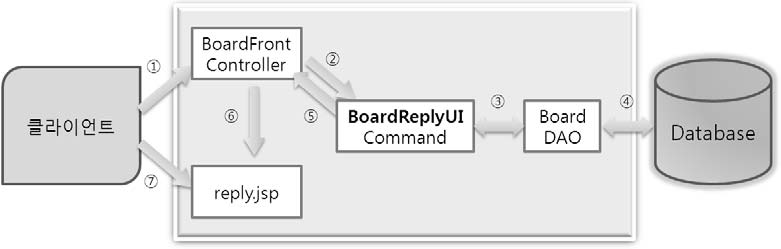 BoardFront
Controller
①
②
클라이언트
⑥
⑤
BoardReplyUI
Command
③
Board
DAO
④
Database
⑦
reply.jsp